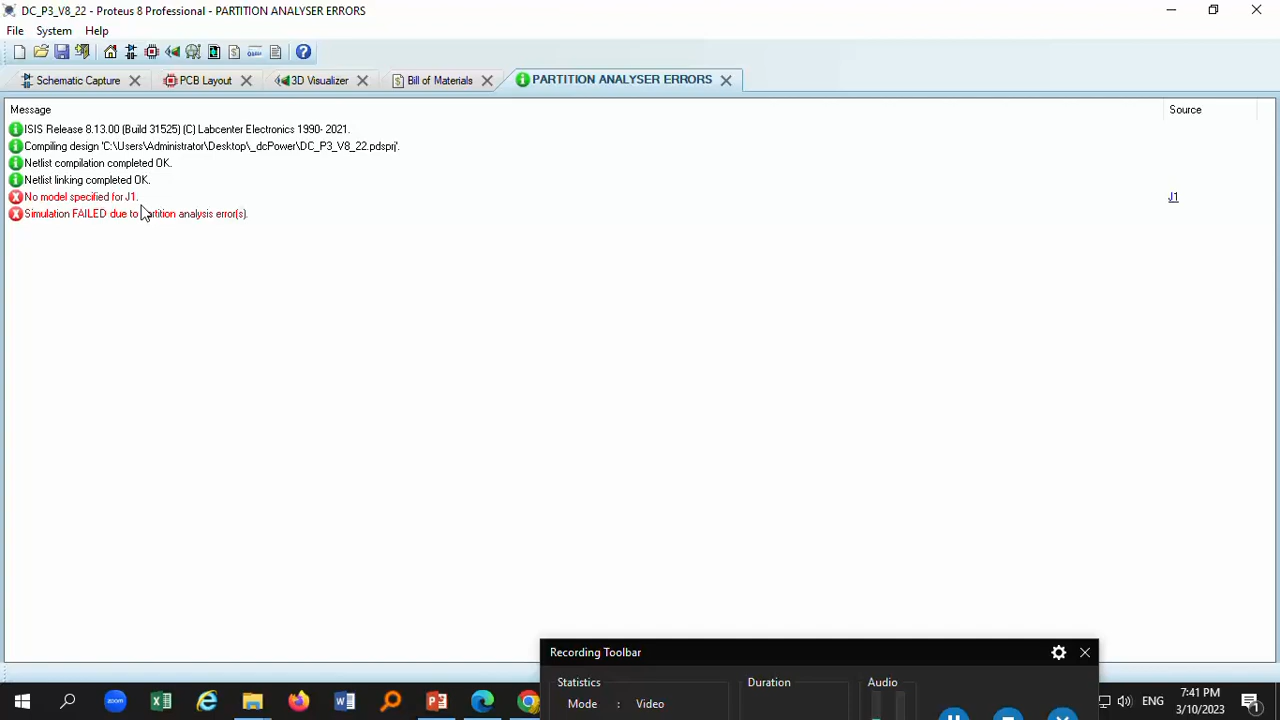 DC_P3_V8_22 - Proteus 8 Professional - PARTITION ANALYSER ERRORS
File System Help
Schematic Capture PCB Layout 3D Visualizer Bill of Materials PARTITION ANALYSER ERRORS
Message Source
ISIS Release 8.13.00 (Build 31525) (C) Labcenter Electronics 1990- 2021.
Compiling design 'C:\Users\Administrator\Desktop\_dcPower\DC_P3_V8_22.pdsprj'.
Netlist compilation completed OK.
Netlist linking completed OK.
No model specified for J1. J1
Simulation FAILED due to partition analysis error(s).
Recording Toolbar
Statistics Duration Audio
Mode : Video
zoom
ENG
7:41 PM
3/10/2023
1